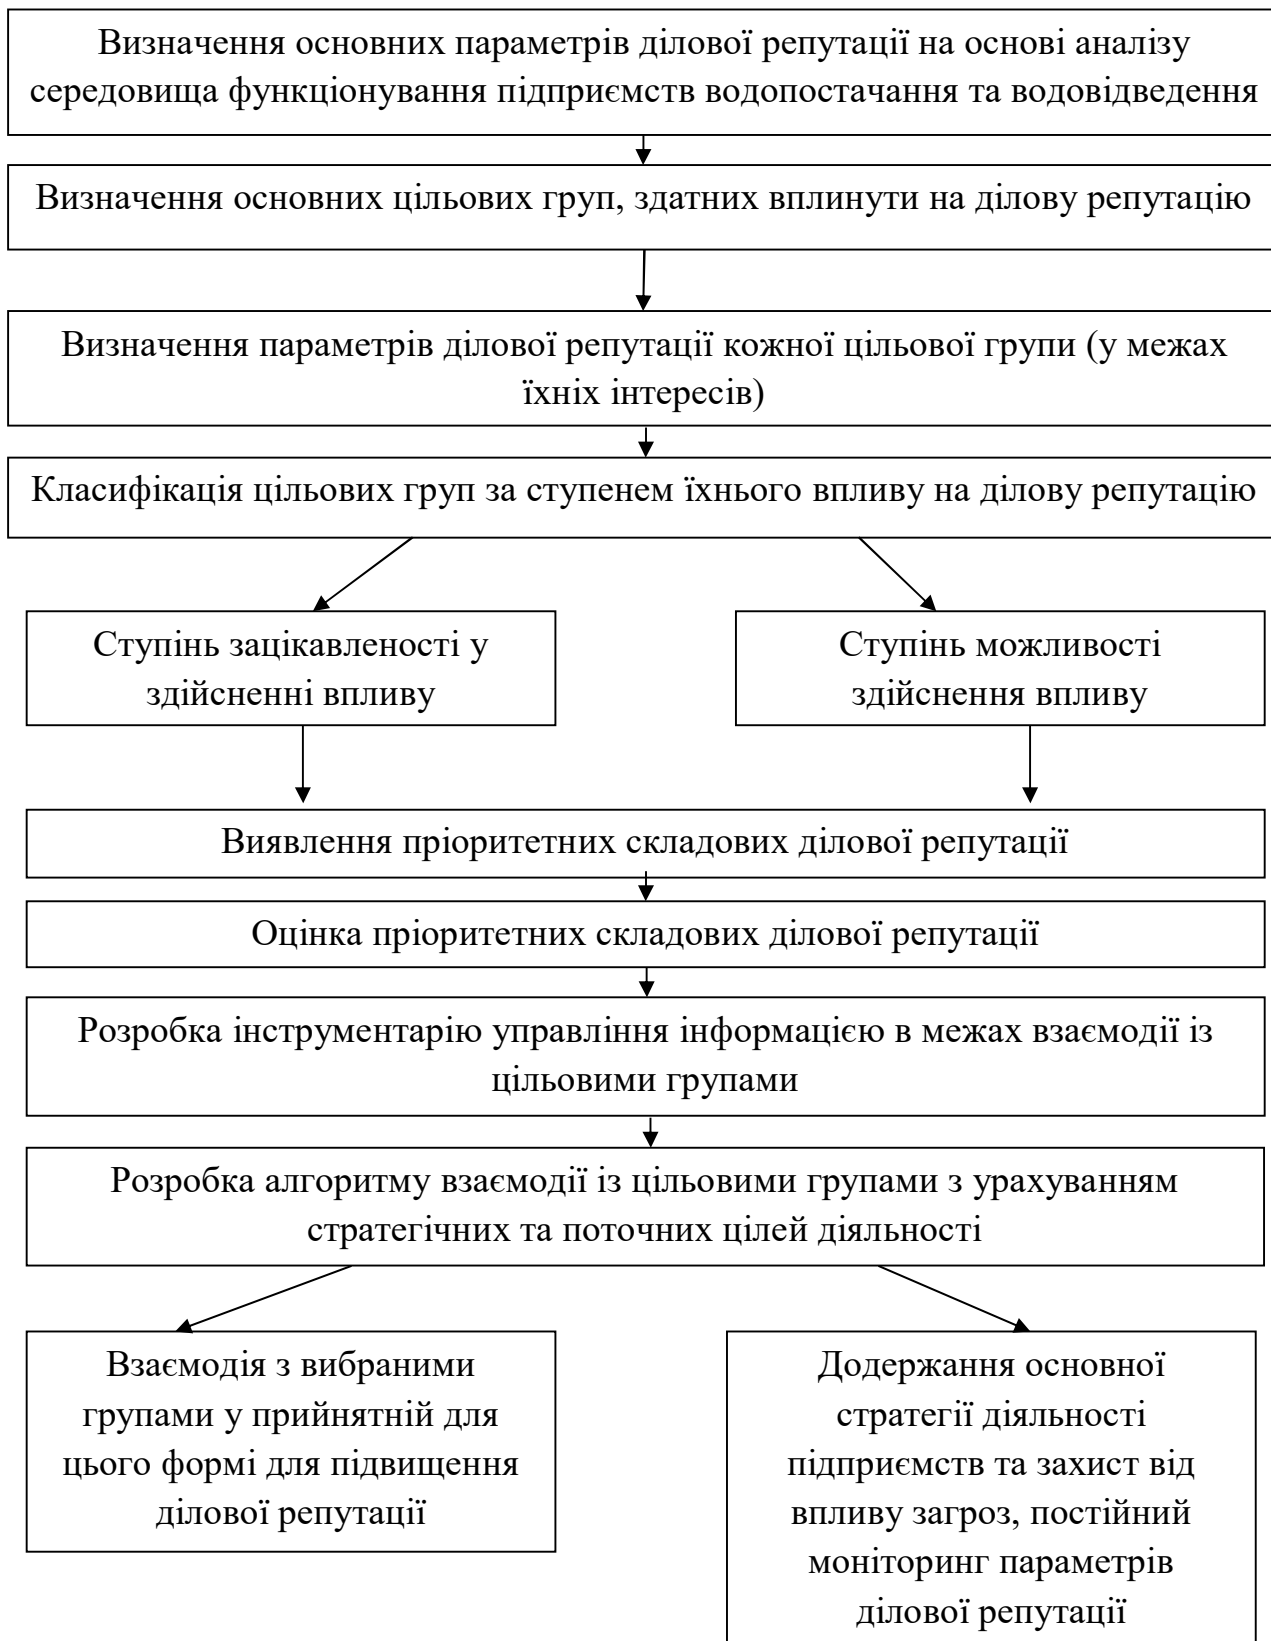 Визначення основних параметрів ділової репутації на основі аналізу
середовища функціонування підприємств водопостачання та водовідведення
Визначення основних цільових груп, здатних вплинути на ділову репутацію
Визначення параметрів ділової репутації кожної цільової групи (у межах
їхніх інтересів)
Класифікація цільових груп за ступенем їхнього впливу на ділову репутацію
Ступінь зацікавленості у
здійсненні впливу
Ступінь можливості
здійснення впливу
Виявлення пріоритетних складових ділової репутації
Оцінка пріоритетних складових ділової репутації
Розробка інструментарію управління інформацією в межах взаємодії із
цільовими групами
Розробка алгоритму взаємодії із цільовими групами з урахуванням
стратегічних та поточних цілей діяльності
Взаємодія з вибраними
групами у прийнятній для
цього формі для підвищення
ділової репутації
Додержання основної
стратегії діяльності
підприємств та захист від
впливу загроз, постійний
моніторинг параметрів
ділової репутації